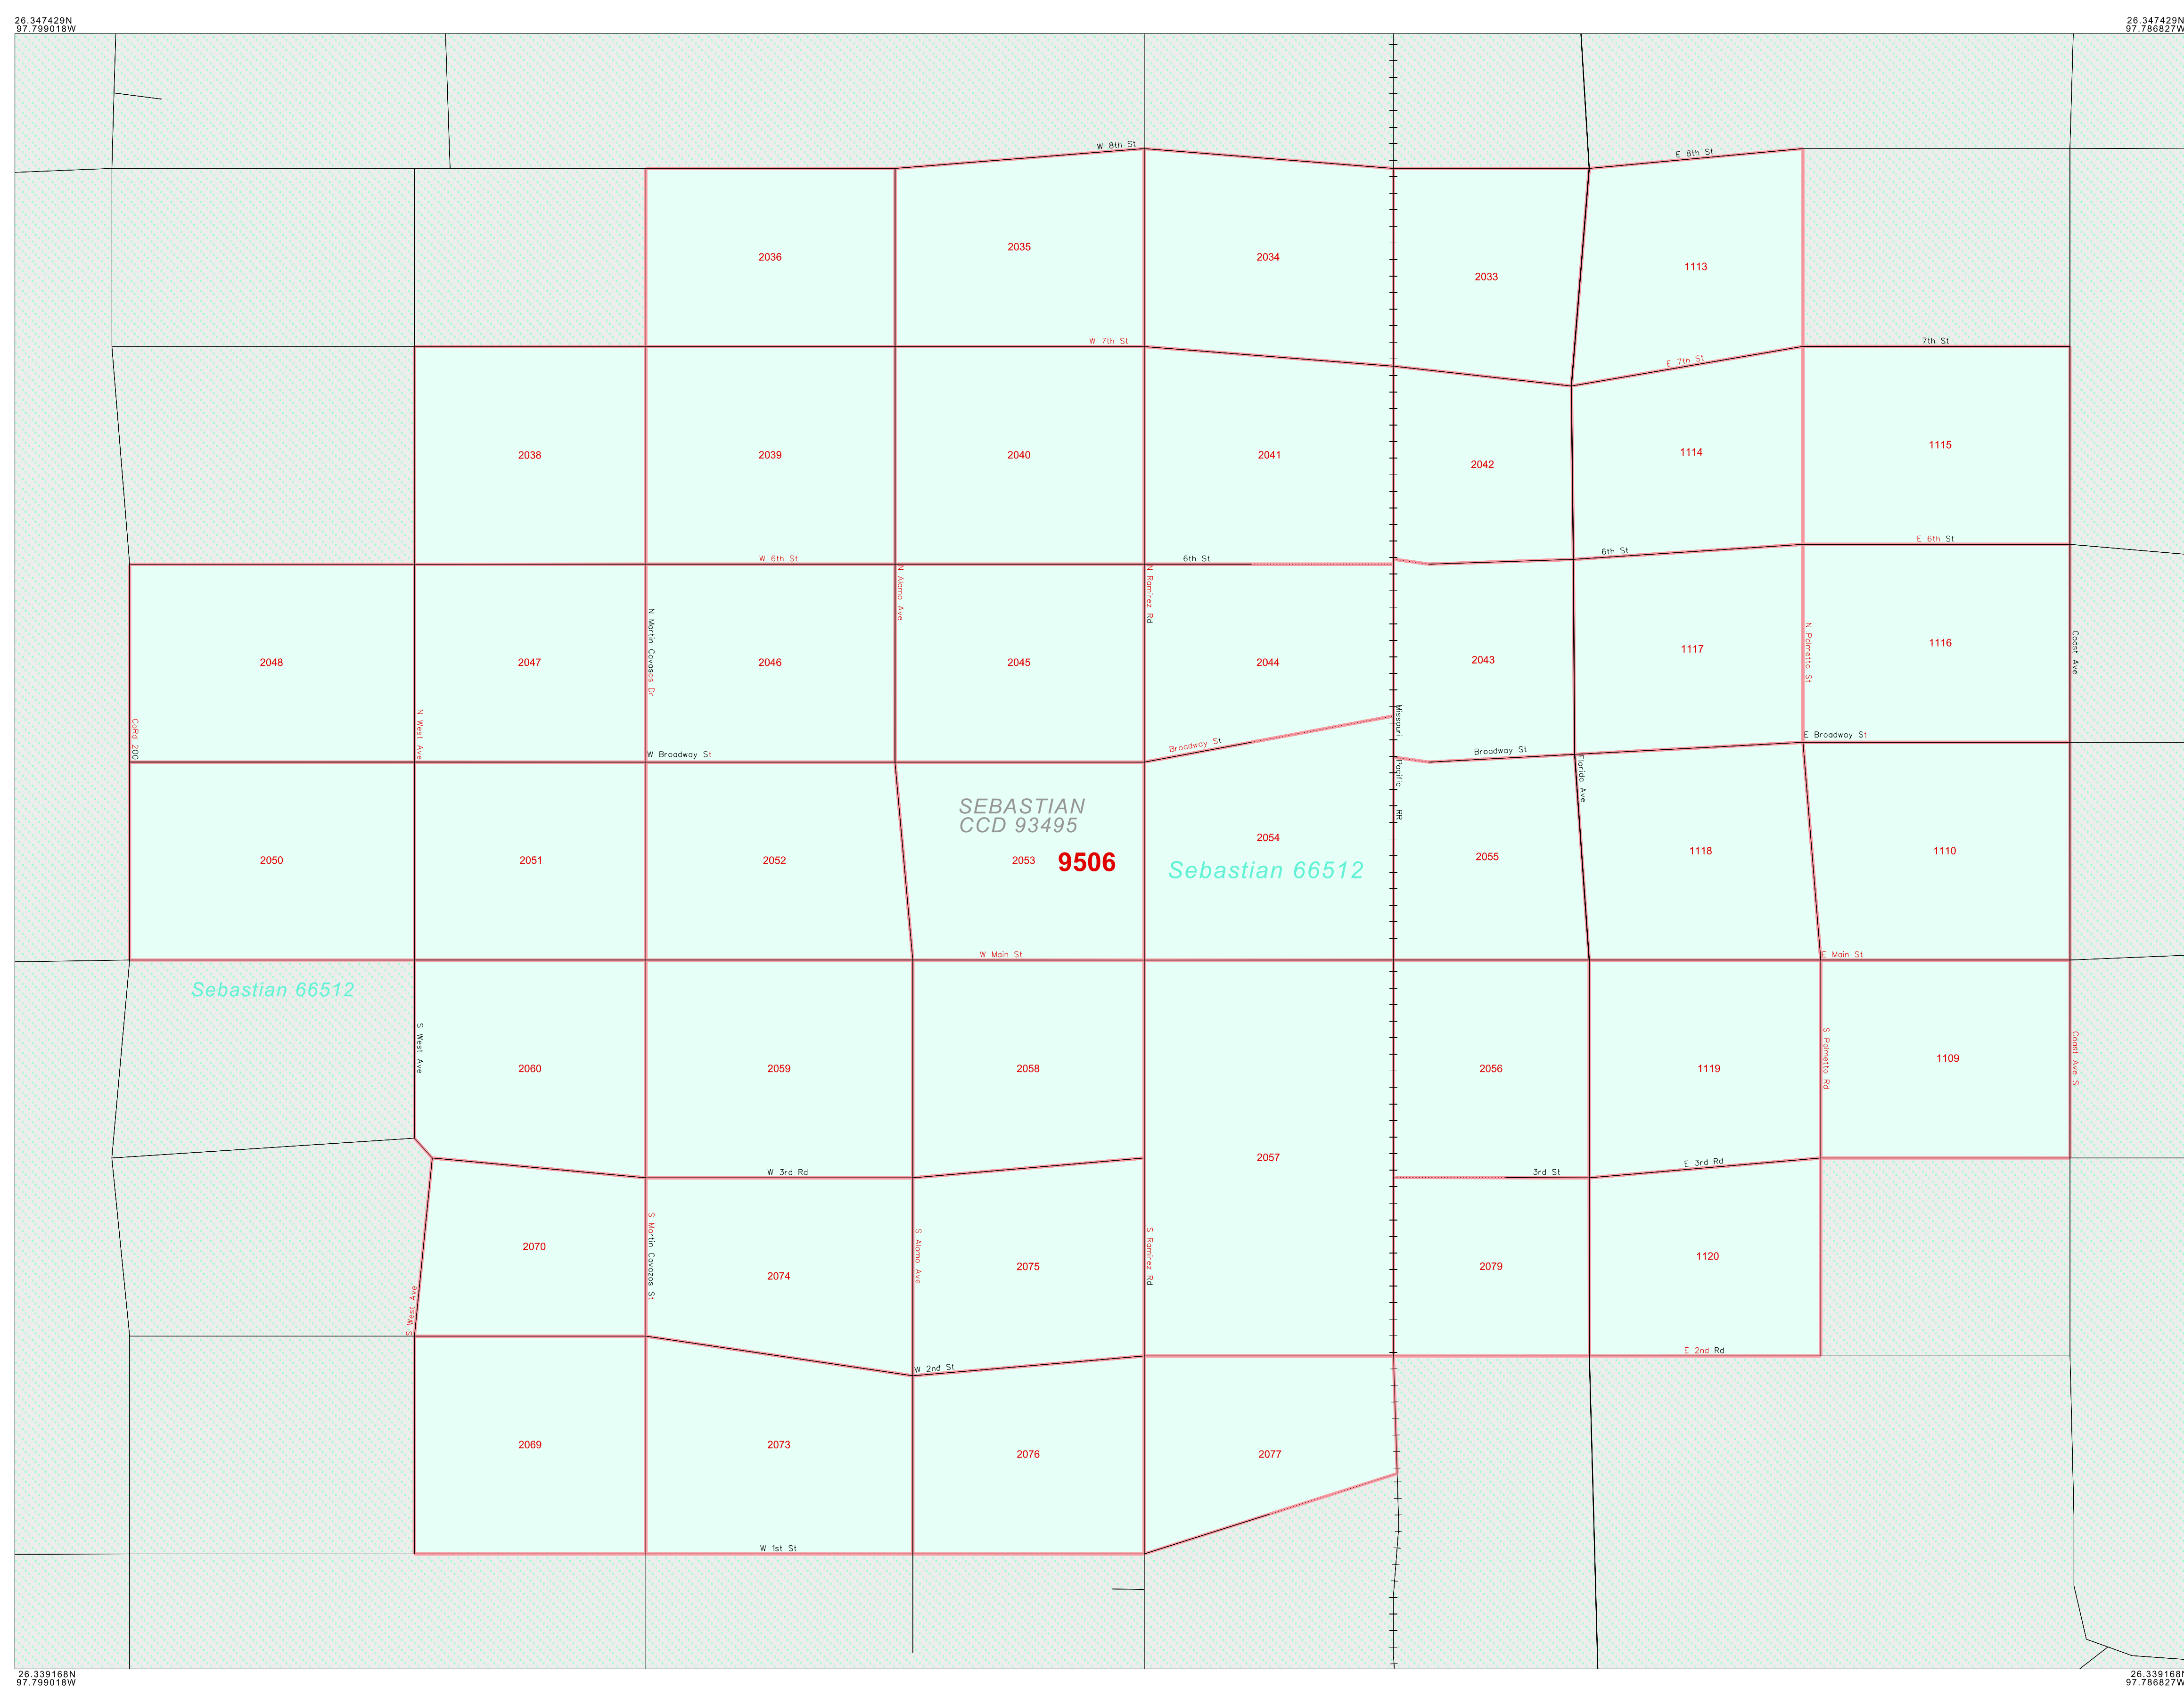 26.347429N
97.799018W
26.347429N
97.786827W
W 8th St
E 8th St
2036
2035
2034
2033
1113
W 7th St
E 7th St
7th St
2038
2039
2040
2041
2042
1114
1115
W 6th St
6th St
6th St
E 6th St
N Alamo Ave
N Ramirez Rd
N Martin Cavasos Dr
N Palmetto St
Coast Ave
2048
2047
2046
2045
2044
2043
1117
1116
CoRd 200
N West Ave
W Broadway St
Broadway St
Missouri Pacific RR
Broadway St
Florida Ave
E Broadway St
SEBASTIAN
CCD 93495
2050
2051
2052
2053
9506
2054
Sebastian 66512
2055
1118
1110
W Main St
E Main St
Sebastian 66512
S West Ave
2060
2059
2058
2057
2056
1119
S Palmetto Rd
1109
Coast Ave S
W 3rd Rd
3rd St
E 3rd Rd
2070
S West Ave
S Martin Cavazos St
2074
S Alamo Ave
2075
S Ramirez Rd
2079
1120
W 2nd St
E 2nd Rd
2069
2073
2076
2077
W 1st St
26.339168N
97.799018W
26.339168N
97.786827W